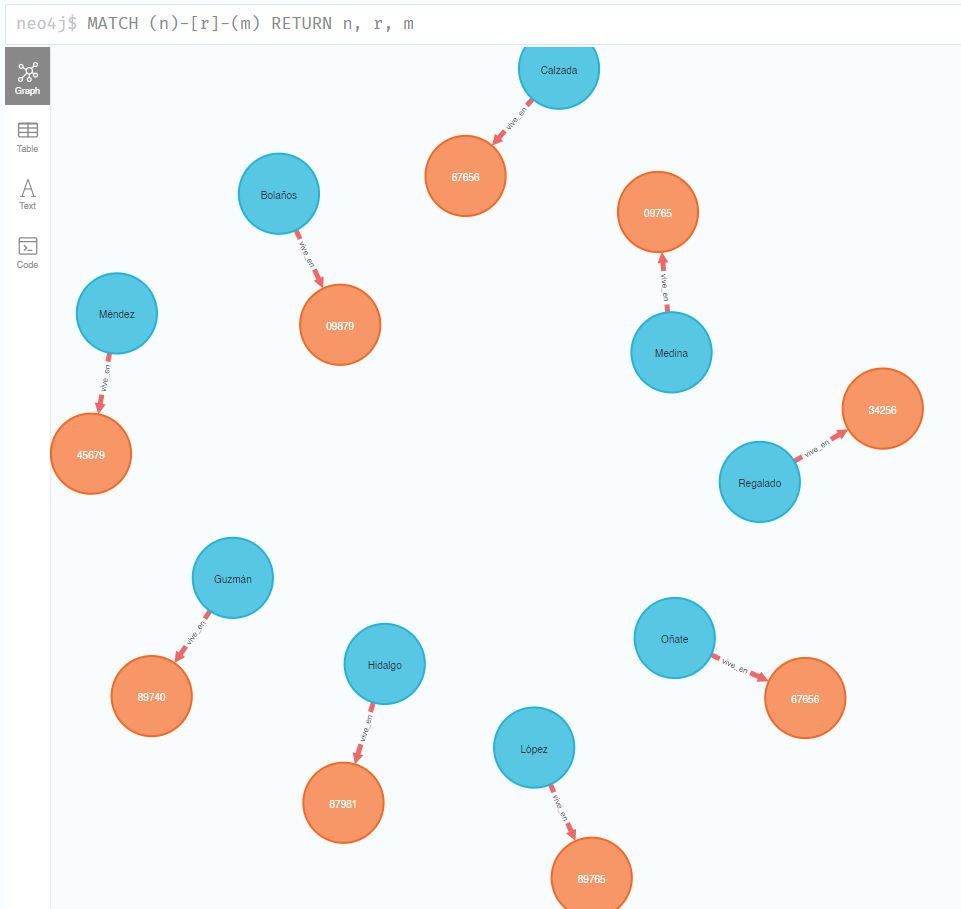 neo4j$ MATCH (n)-[r]-(m) RETURN n, r, m
Graph
Table
Text
Code
Calzada
vive_en
67656
Bolaños
vive_en
09879
09765
vive_en
Medina
Méndez
vive_en
45679
34256
vive_en
Regalado
Guzmán
vive_en
89740
Hidalgo
vive_en
87981
Oñate
vive_en
67656
López
vive_en
89765